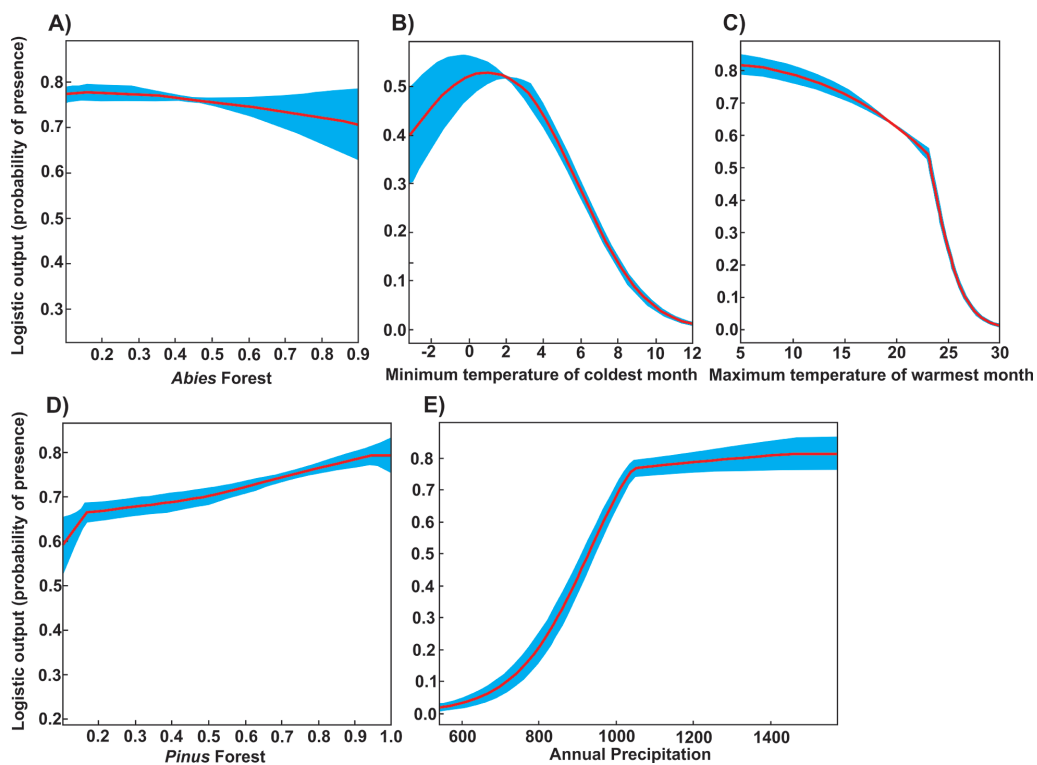 A)
B)
C)
Logistic output (probability of presence)
0.8
0.7
0.7
0.5
0.4
0.3
0.2 0.3 0.4 0.5 0.6 0.7 0.8 0.9
Abies Forest
0.5
0.4
0.3
0.2
0.1
0.0
-2 0 2 4 6 8 10 12
Minimum temperature of coldest month
0.8
0.7
0.6
0.5
0.4
0.3
0.2
0.1
0.0
5 10 15 20 25 30
Maximum temperature of warmest month
D)
E)
Logistic output (probability of presence)
0.8
0.7
0.6
0.7
0.5
0.4
0.3
0.2
0.2 0.3 0.4 0.5 0.6 0.7 0.8 0.9 1.0
Pinus Forest
0.8
0.7
0.6
0.5
0.4
0.3
0.2
0.1
0.0
600 800 1000 1200 1400
Annual Precipitation